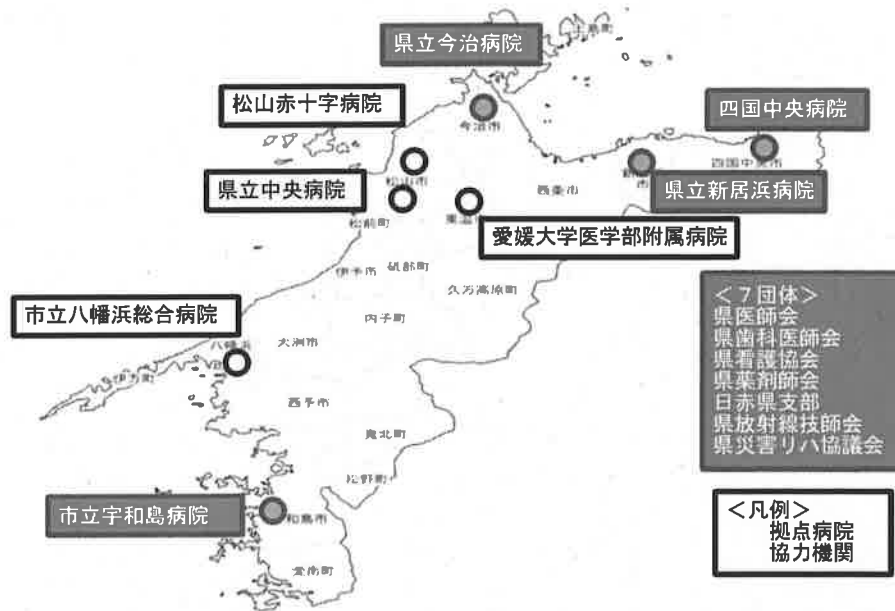 県立今治病院
上島町
松山赤十字病院
四国中央病院
今治市
四国中央市
松山市
県立中央病院
西条市
県立新居浜病院
松前町
愛媛大学医学部附属病院
伊予市
砥部町
久万高原町
市立八幡浜総合病院
内子町
八幡浜
大洲市
伊方町
西予市
鬼北町
松野町
市立宇和島病院
和島市
愛南町
<7団体>
県医師会
県歯科医師会
県看護協会
県薬剤師会
日赤県支部
県放射線技師会
県災害リハ協議会
<凡例>
拠点病院
協力機関